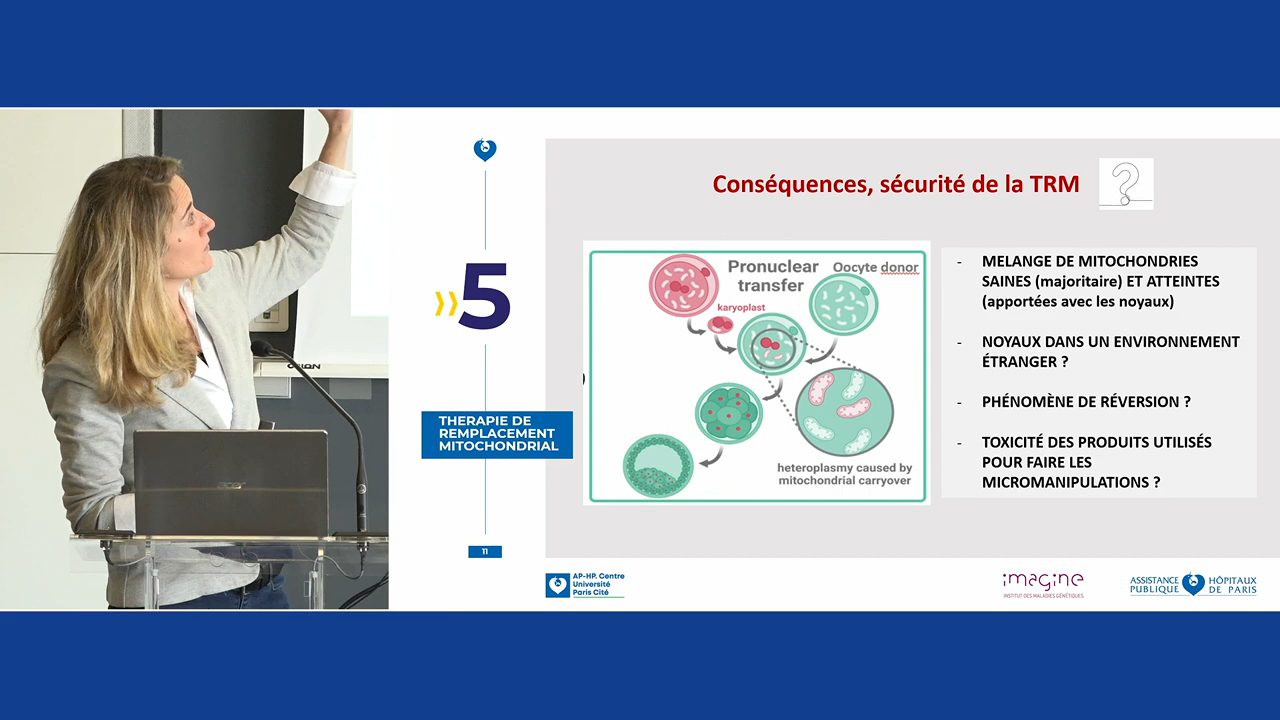 Conséquences, sécurité de la TRM
5
THERAPIE DE
REMPLACEMENT
MITOCHONDRIAL
11
Pronuclear
transfer
Oocyte donor
karyoplast
heteroplasmy caused by
mitochondrial carryover
- MELANGE DE MITOCHONDRIES
SAINES (majoritaire) ET ATTEINTES
(apportées avec les noyaux)
- NOYAUX DANS UN ENVIRONNEMENT
ÉTRANGER ?
- PHÉNOMÈNE DE RÉVERSION ?
- TOXICITÉ DES PRODUITS UTILISÉS
POUR FAIRE LES
MICROMANIPULATIONS ?
acer
AP-HP. Centre
Université
Paris Cité
imagine
INSTITUT DES MALADIES GÉNÉTIQUES
ASSISTANCE
PUBLIQUE
HÔPITAUX
DE PARIS